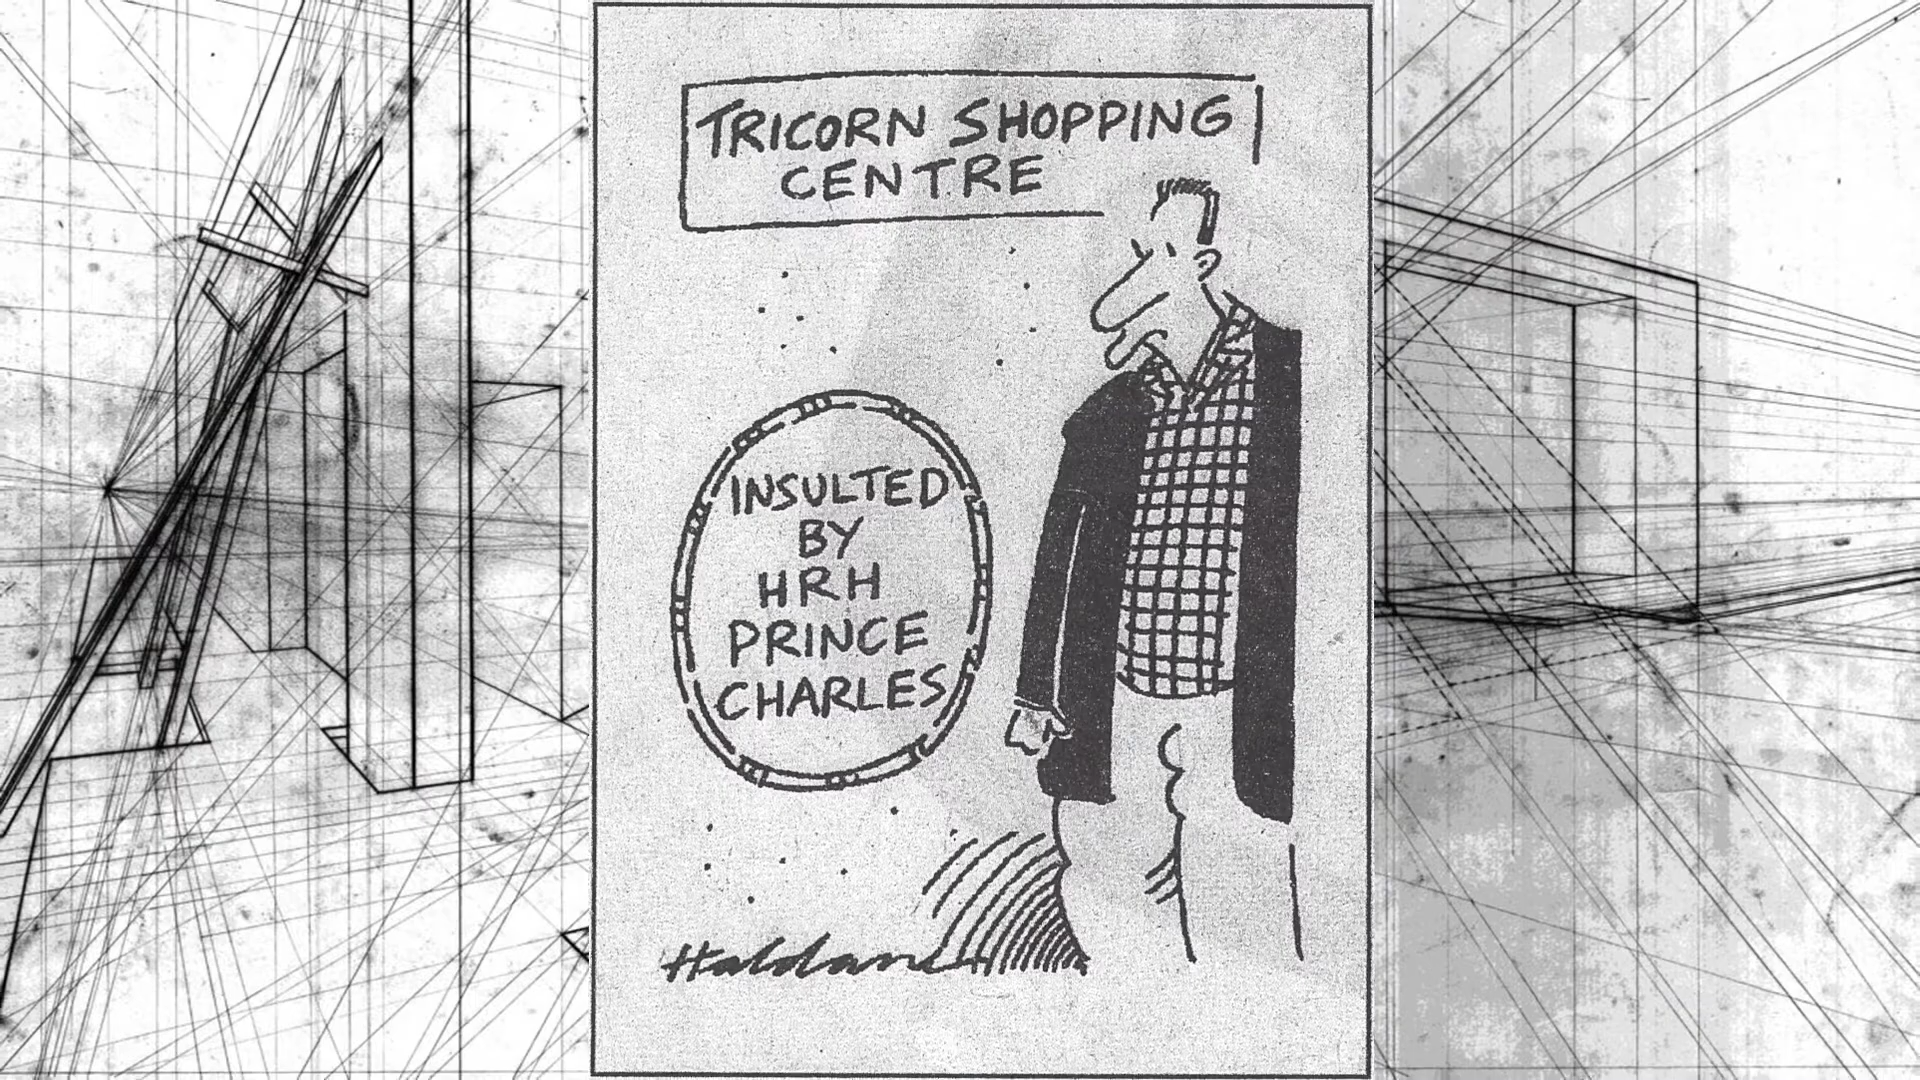 TRICORN SHOPPING
CENTRE
INSULTED
BY
HRH
PRINCE
CHARLES
Haldane